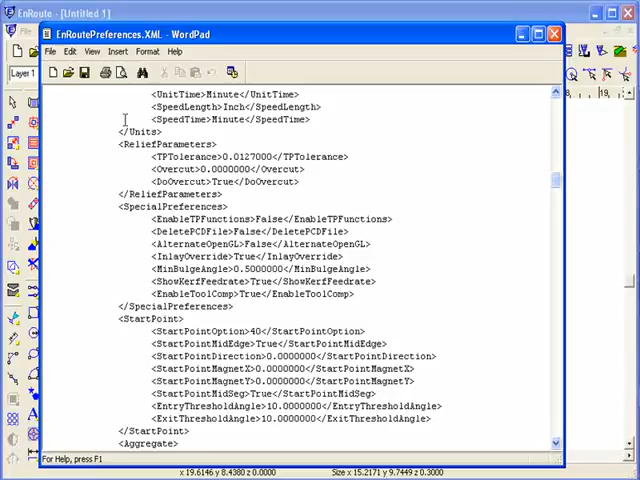 EnRoute - [Untitled 1]
EnRoutePreferences.XML - WordPad
File Edit View Insert Format Help
Layer 1
<UnitTime>Minute</UnitTime>
<SpeedLength>Inch</SpeedLength>
<SpeedTime>Minute</SpeedTime>
</Units>
<ReliefParameters>
<TPTolerance>0.0127000</TPTolerance>
<Overcut>0.0000000</Overcut>
<DoOvercut>True</DoOvercut>
</ReliefParameters>
<SpecialPreferences>
<EnableTPFunctions>False</EnableTPFunctions>
<DeletePCDFile>False</DeletePCDFile>
<AlternateOpenGL>False</AlternateOpenGL>
<InlayOverride>True</InlayOverride>
<MinBulgeAngle>0.5000000</MinBulgeAngle>
<ShowKerfFeedrate>True</ShowKerfFeedrate>
<EnableToolComp>True</EnableToolComp>
</SpecialPreferences>
<StartPoint>
<StartPointOption>40</StartPointOption>
<StartPointMidEdge>True</StartPointMidEdge>
<StartPointDirection>0.0000000</StartPointDirection>
<StartPointMagnetX>0.0000000</StartPointMagnetX>
<StartPointMagnetY>0.0000000</StartPointMagnetY>
<StartPointMidSeg>True</StartPointMidSeg>
<EntryThresholdAngle>10.0000000</EntryThresholdAngle>
<ExitThresholdAngle>10.0000000</ExitThresholdAngle>
</StartPoint>
<Aggregate>
For Help, press F1
x 19.6146 y 8.4380 z 0.0000 Size x 15.2171 y 9.7449 z 0.3000